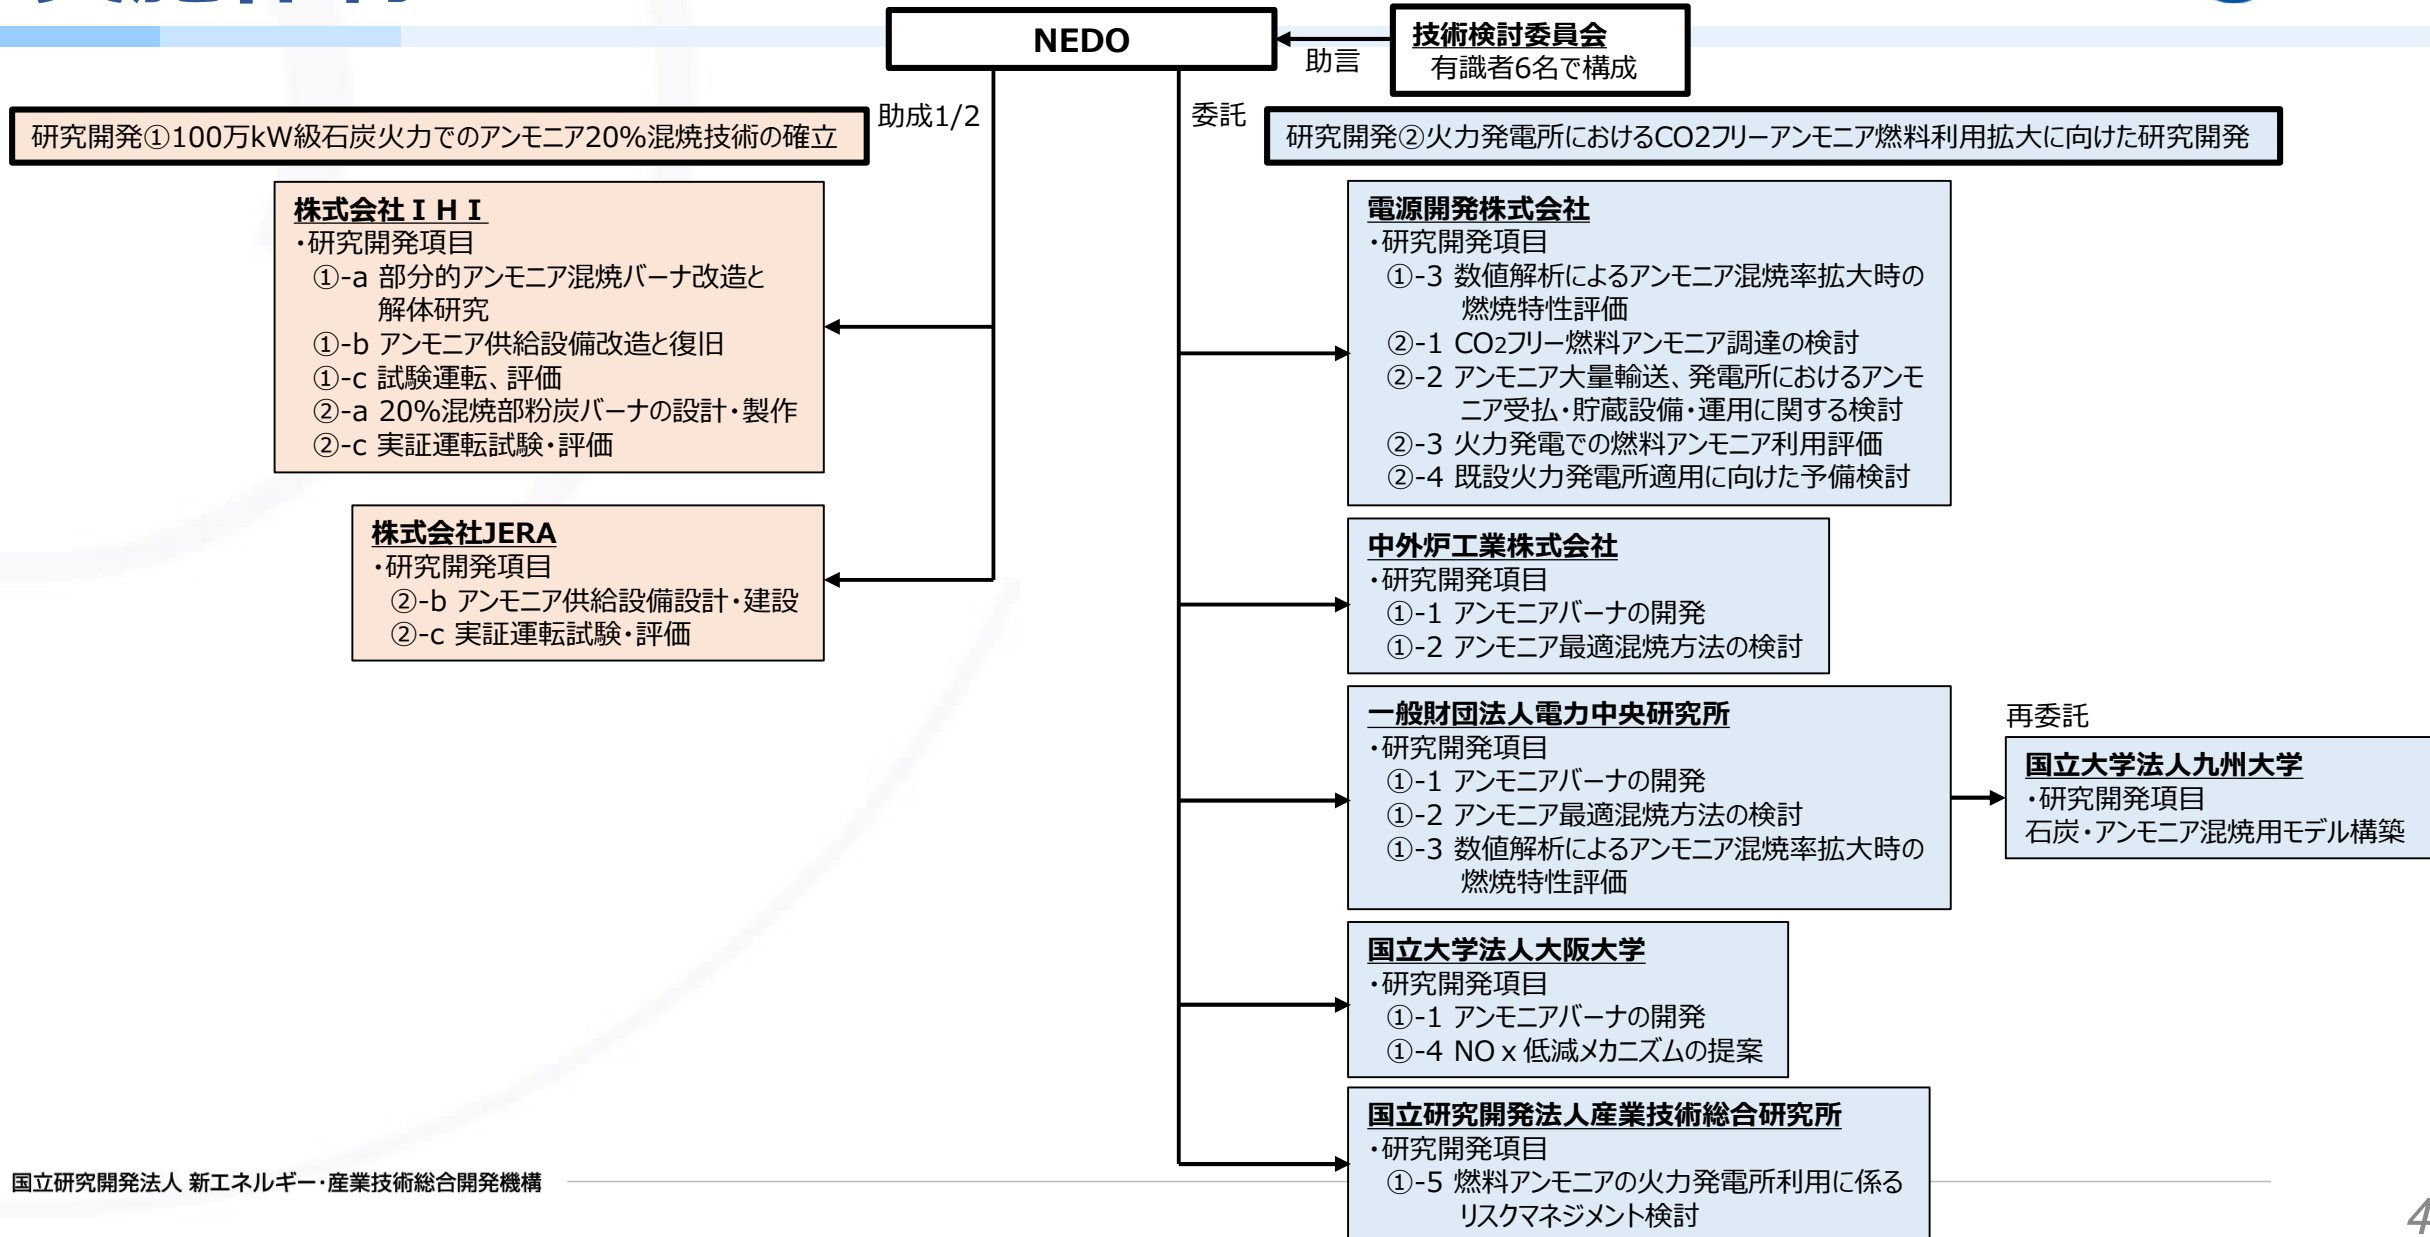 NEDO
技術検討委員会
有識者6名で構成
助言
助成1/2
委託
研究開発①100万kW級石炭火力でのアンモニア20%混焼技術の確立
研究開発②火力発電所におけるCO2フリーアンモニア燃料利用拡大に向けた研究開発
株式会社IHI
・研究開発項目
①-a 部分的アンモニア混焼バーナ改造と
解体研究
①-b アンモニア供給設備改造と復旧
①-c 試験運転、評価
②-a 20%混焼部粉炭バーナの設計・製作
②-c 実証運転試験・評価
株式会社JERA
・研究開発項目
②-b アンモニア供給設備設計・建設
②-c 実証運転試験・評価
電源開発株式会社
・研究開発項目
①-3 数値解析によるアンモニア混焼率拡大時の
燃焼特性評価
②-1 CO2フリー燃料アンモニア調達の検討
②-2 アンモニア大量輸送、発電所におけるアンモ
ニア受払・貯蔵設備・運用に関する検討
②-3 火力発電での燃料アンモニア利用評価
②-4 既設火力発電所適用に向けた予備検討
中外炉工業株式会社
・研究開発項目
①-1 アンモニアバーナの開発
①-2 アンモニア最適混焼方法の検討
一般財団法人電力中央研究所
・研究開発項目
①-1 アンモニアバーナの開発
①-2 アンモニア最適混焼方法の検討
①-3 数値解析によるアンモニア混焼率拡大時の
燃焼特性評価
再委託
国立大学法人九州大学
・研究開発項目
石炭・アンモニア混焼用モデル構築
国立大学法人大阪大学
・研究開発項目
①-1 アンモニアバーナの開発
①-4 NOx低減メカニズムの提案
国立研究開発法人産業技術総合研究所
・研究開発項目
①-5 燃料アンモニアの火力発電所利用に係る
リスクマネジメント検討
国立研究開発法人 新エネルギー・産業技術総合開発機構
4